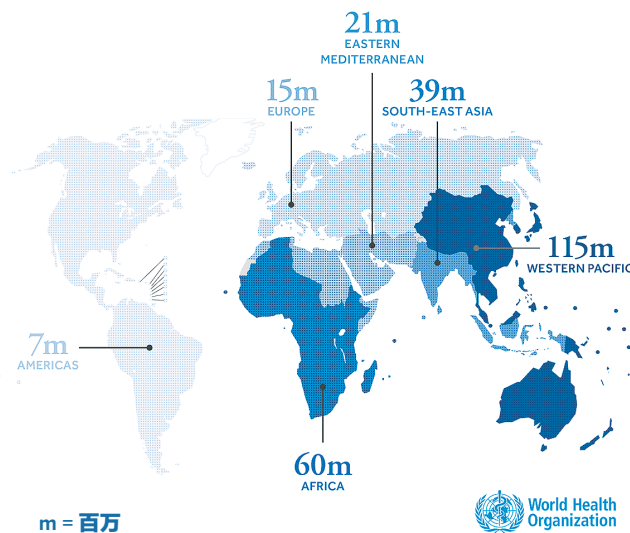 21m
EASTERN
MEDITERRANEAN
15m
EUROPE
39m
SOUTH-EAST ASIA
115m
WESTERN PACIFIC
7m
AMERICAS
60m
AFRICA
m = 百万
World Health
Organization